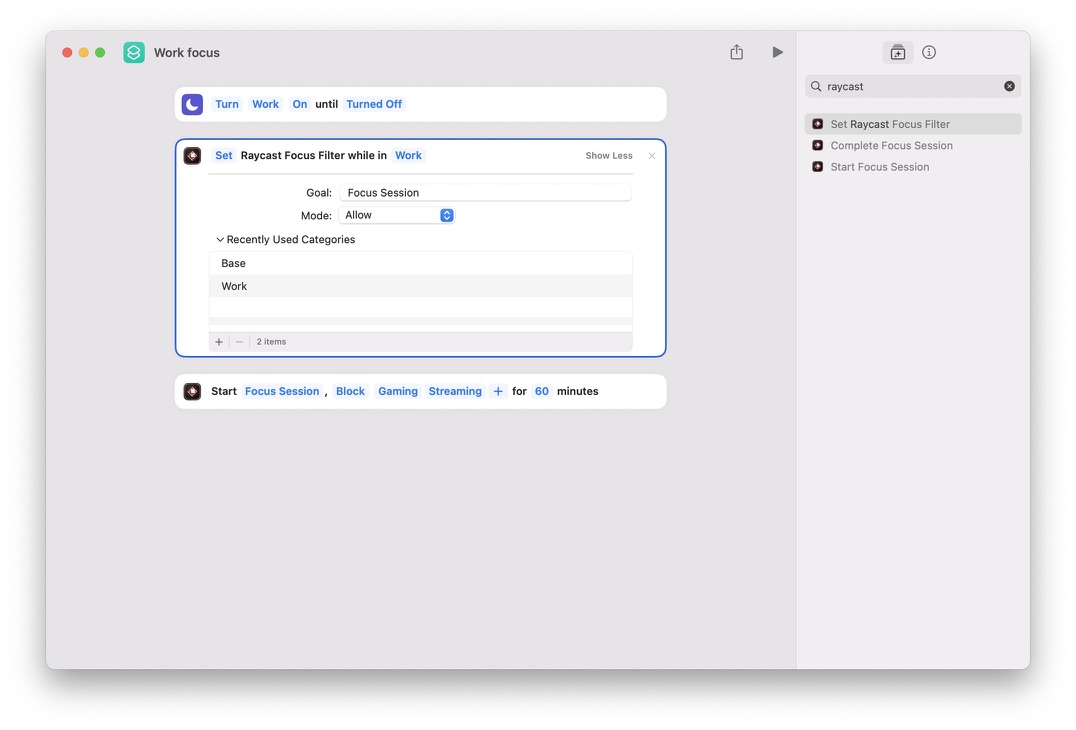 Work focus
Turn Work On until Turned Off
Set Raycast Focus Filter while in Work Show Less
Goal: Focus Session
Mode: Allow
Recently Used Categories
Base
Work
+ − 2 items
Start Focus Session , Block Gaming Streaming + for 60 minutes
raycast
Set Raycast Focus Filter
Complete Focus Session
Start Focus Session